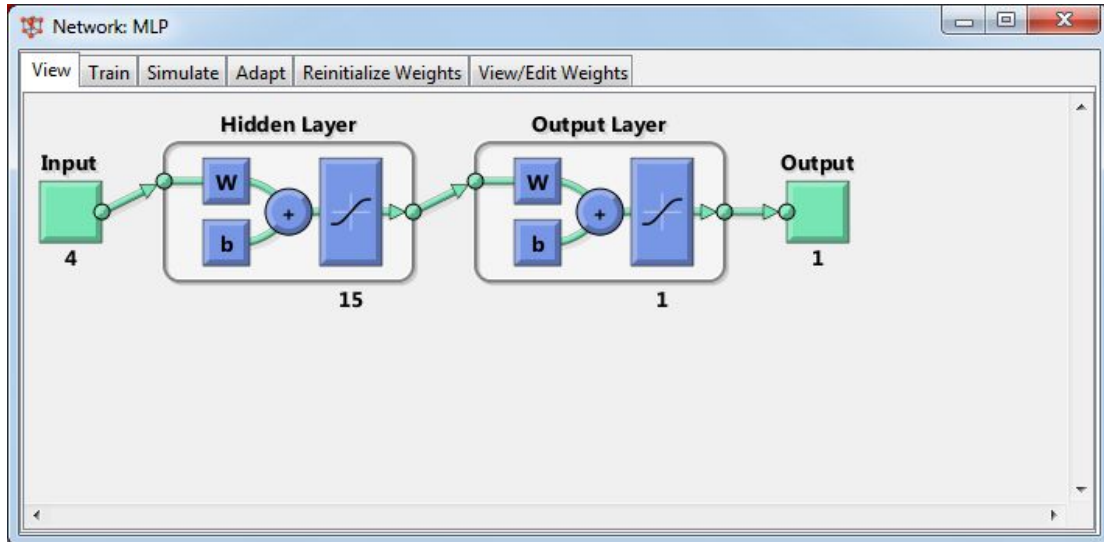 Network: MLP
View Train Simulate Adapt Reinitialize Weights View/Edit Weights
Hidden Layer Output Layer
Input Output
W W
+ +
b b
4 1
15 1